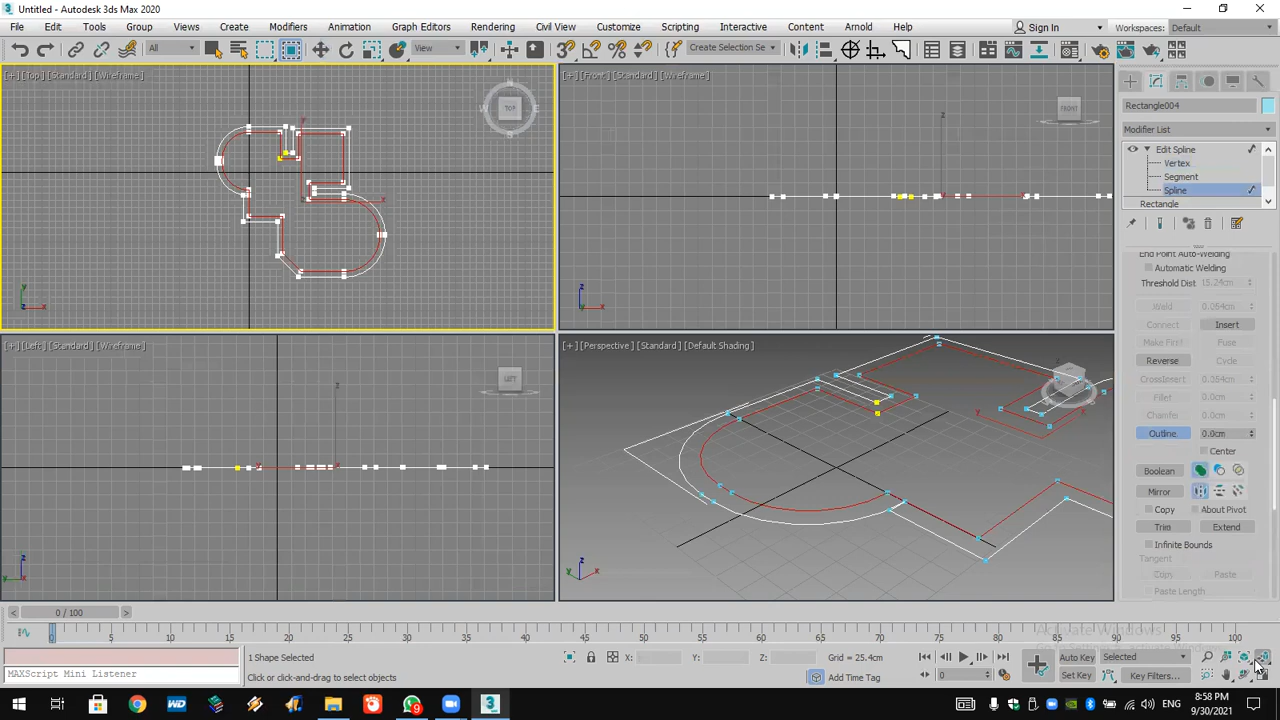 Untitled - Autodesk 3ds Max 2020
File Edit Tools Group Views Create Modifiers Animation Graph Editors Rendering Civil View Customize Scripting Interactive Content Arnold Help Sign In Workspaces: Default
All View Create Selection Se
[+] [Top] [Standard] [Wireframe]
[+] [Front] [Standard] [Wireframe]
TOP
FRONT
Rectangle004
Modifier List
Edit Spline
Vertex
Segment
Spline
Rectangle
End Point Auto-Welding
Automatic Welding
Threshold Dist 15.24cm
Weld
Connect Insert
Make First Fuse
Reverse Cycle
CrossInsert
Fillet 0.0cm
Chamfer 0.0cm
Outline 0.0cm
Center
Boolean
Mirror
Copy About Pivot
Trim Extend
Infinite Bounds
Tangent
Copy Paste
Paste Length
[+] [Left] [Standard] [Wireframe]
[+] [Perspective] [Standard] [Default Shading]
LEFT
0 / 100
0 5 10 15 20 25 30 35 40 45 50 55 60 65 70 75 80 85 90 95 100
Activate Windows
1 Shape Selected
X: Y: Z: Grid = 25.4cm
Auto Key Selected
MAXScript Mini Listener
Click or click-and-drag to select objects
Add Time Tag
0
Set Key Key Filters...
8:58 PM
ENG
9/30/2021